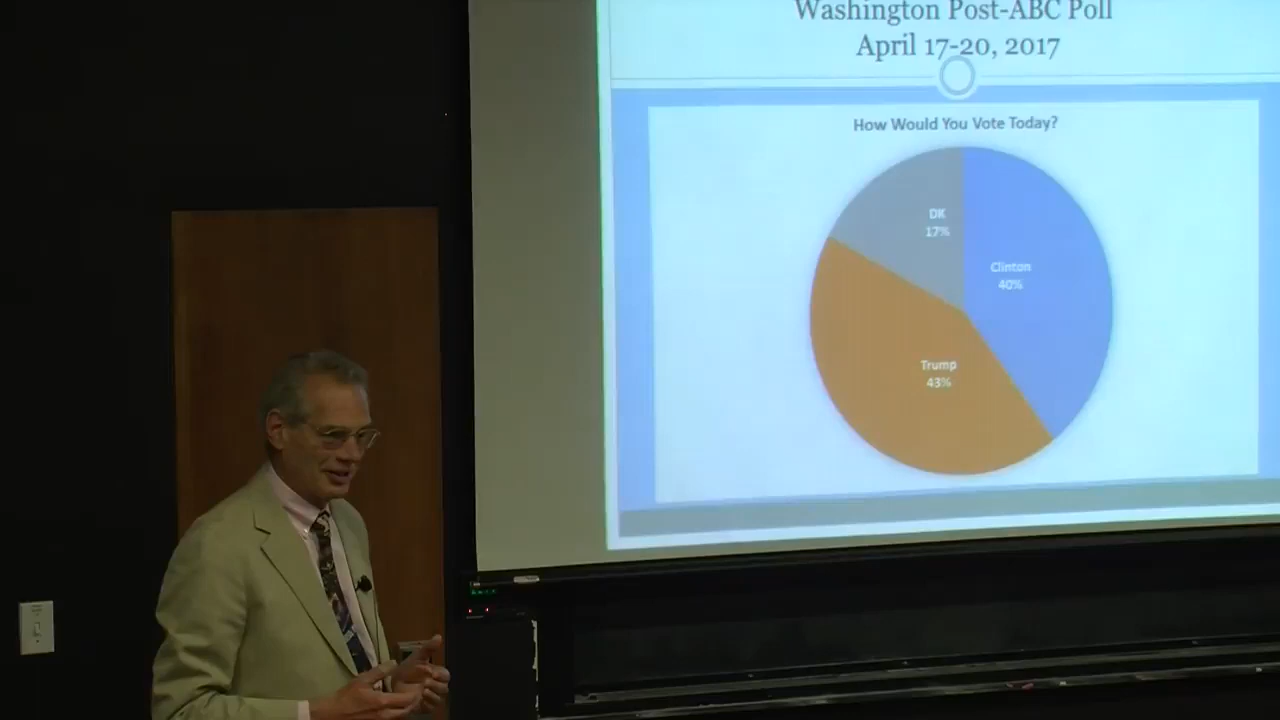 Washington Post-ABC Poll
April 17-20, 2017
How Would You Vote Today?
DK
17%
Clinton
40%
Trump
43%